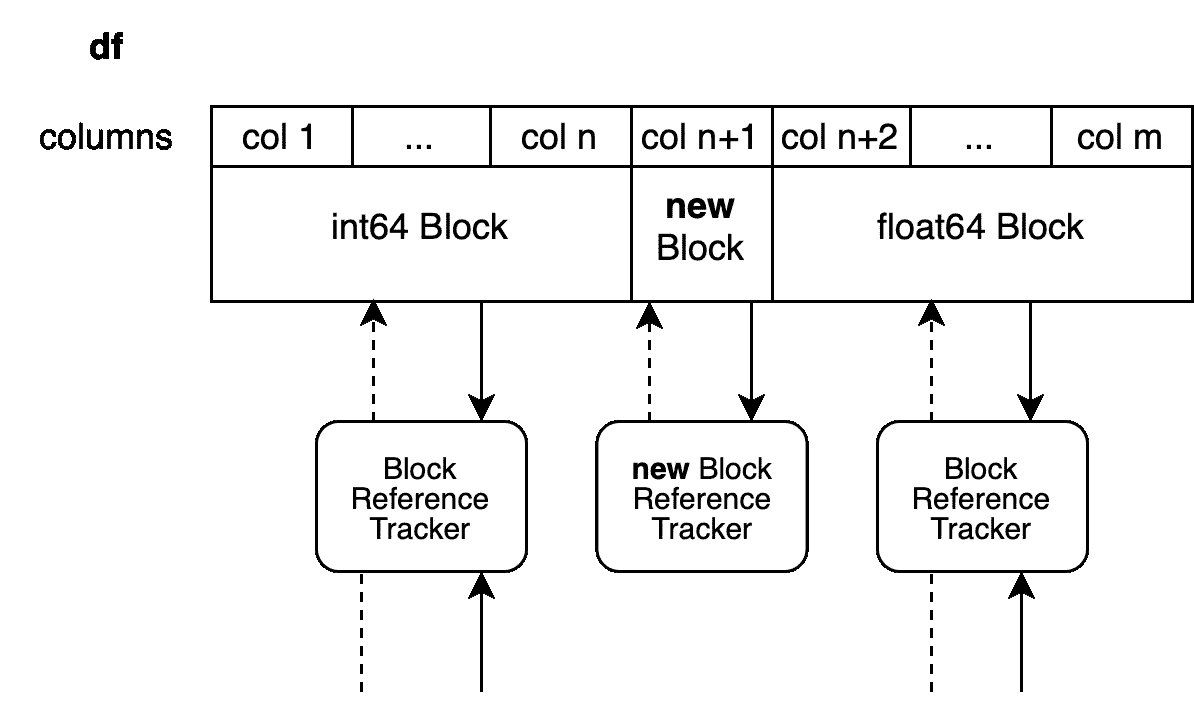 df
columns
col 1
...
col n
col n+1
col n+2
...
col m
int64 Block
new
Block
float64 Block
Block
Reference
Tracker
new Block
Reference
Tracker
Block
Reference
Tracker